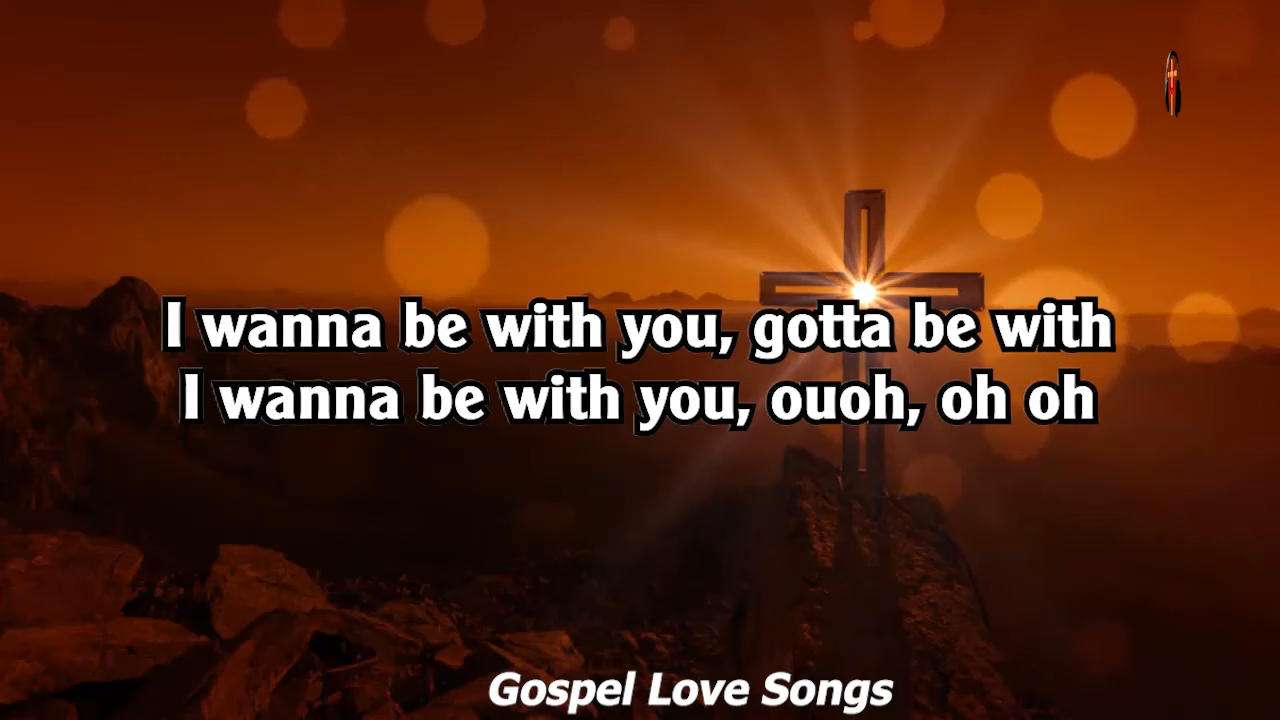 I wanna be with you, gotta be with
I wanna be with you, ouoh, oh oh
Gospel Love Songs